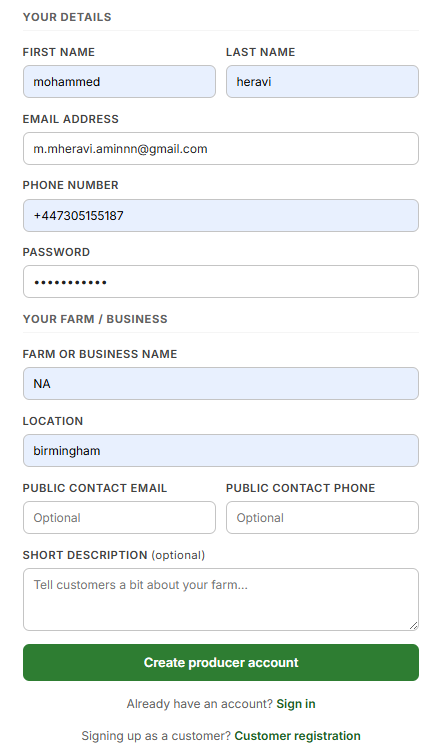 YOUR DETAILS
FIRST NAME LAST NAME
mohammed heravi
EMAIL ADDRESS
m.mheravi.aminnn@gmail.com
PHONE NUMBER
+447305155187
PASSWORD
•••••••••••
YOUR FARM / BUSINESS
FARM OR BUSINESS NAME
NA
LOCATION
birmingham
PUBLIC CONTACT EMAIL PUBLIC CONTACT PHONE
Optional Optional
SHORT DESCRIPTION (optional)
Tell customers a bit about your farm...
Create producer account
Already have an account? Sign in
Signing up as a customer? Customer registration